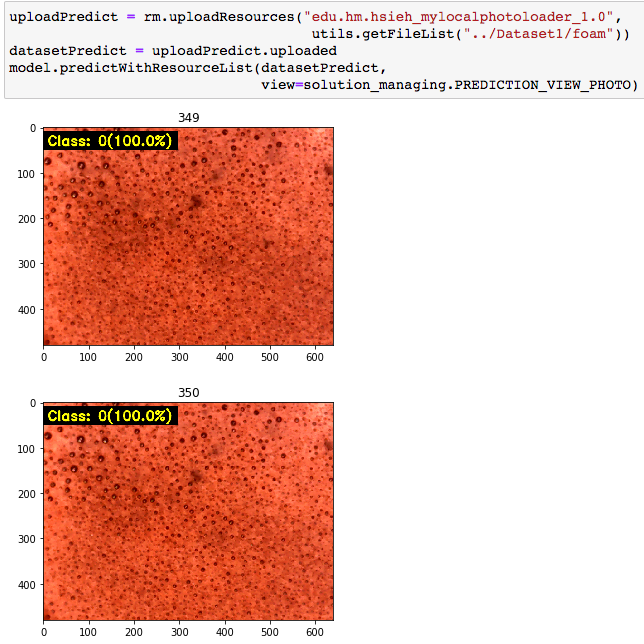 uploadPredict = rm.uploadResources("edu.hm.hsieh_mylocalphotoloader_1.0",
utils.getFileList("../Dataset1/foam"))
datasetPredict = uploadPredict.uploaded
model.predictWithResourceList(datasetPredict,
view=solution_managing.PREDICTION_VIEW_PHOTO)
349
Class: 0(100.0%)
0
100
200
300
400
0 100 200 300 400 500 600
350
Class: 0(100.0%)
0
100
200
300
400
0 100 200 300 400 500 600